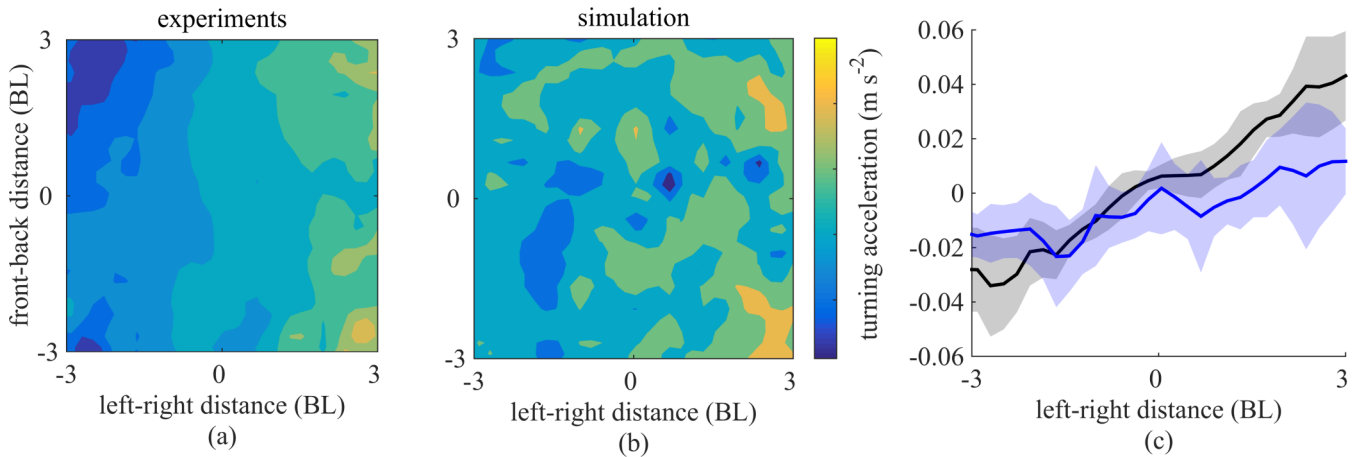 experiments
3
0
-3
front-back distance (BL)
-3
0
3
left-right distance (BL)
(a)
simulation
3
0
-3
-3
0
3
left-right distance (BL)
(b)
turning acceleration (m s⁻²)
0.06
0.04
0.02
0
-0.02
-0.04
-0.06
-3
0
3
left-right distance (BL)
(c)